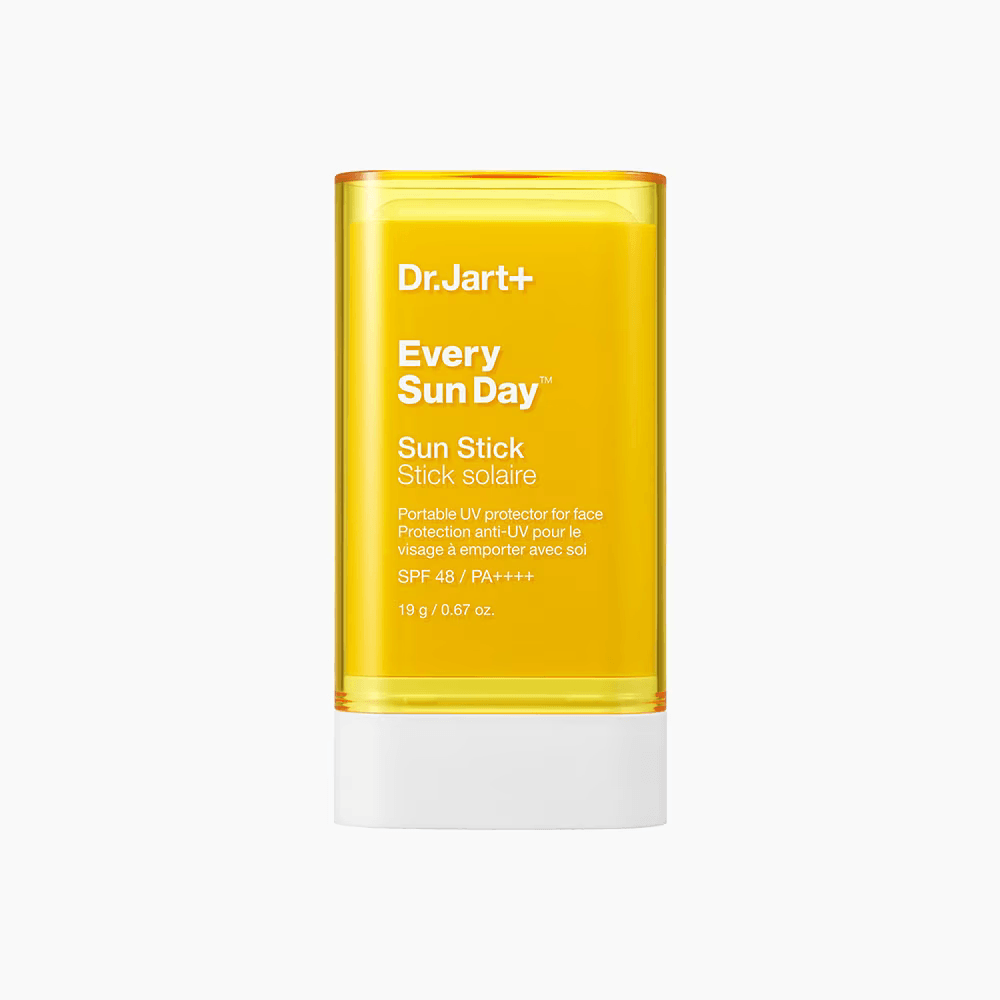 Dr.Jart+
Every
Sun Day™
Sun Stick
Stick solaire
Portable UV protector for face
Protection anti-UV pour le
visage à emporter avec soi
SPF 48 / PA++++
19 g / 0.67 oz.